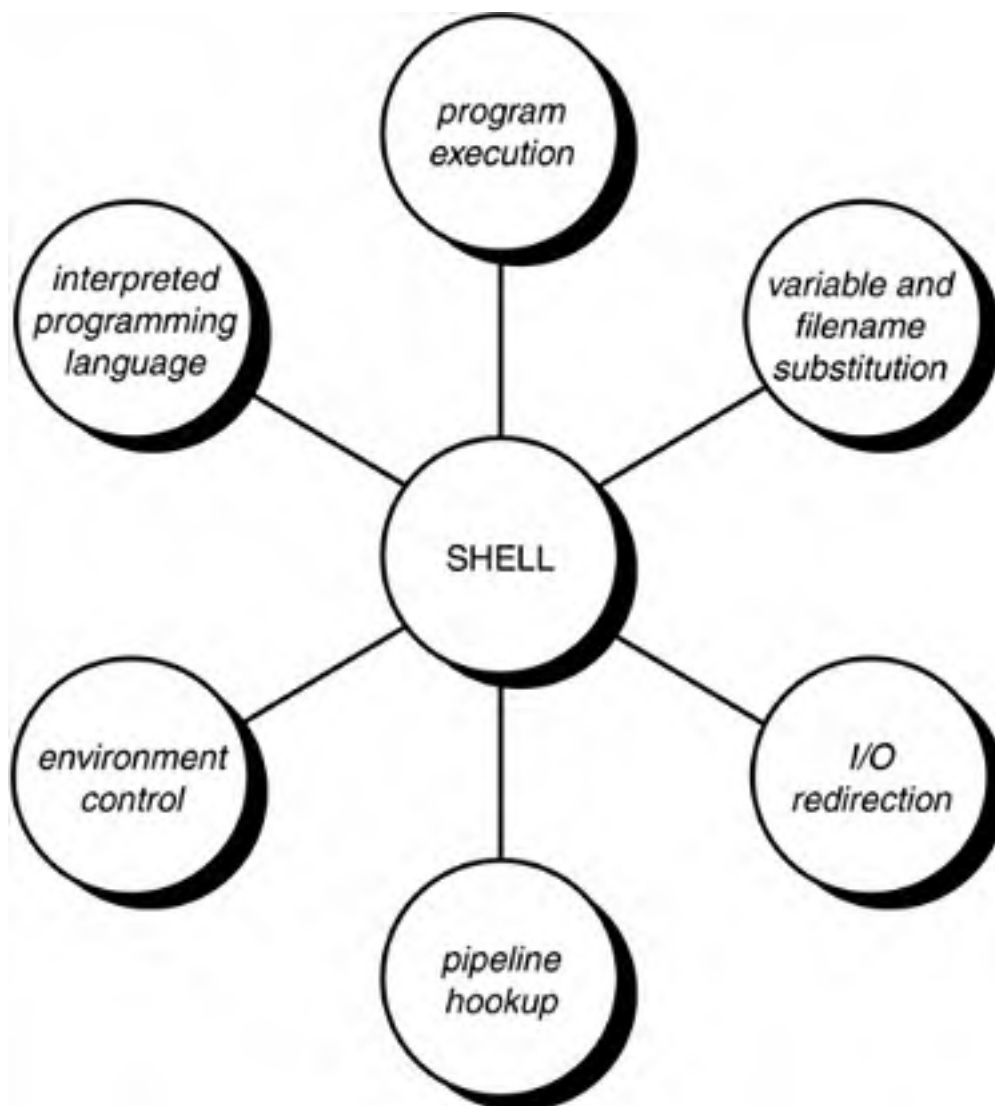 program
execution
interpreted
programming
language
variable and
filename
substitution
SHELL
environment
control
I/O
redirection
pipeline
hookup